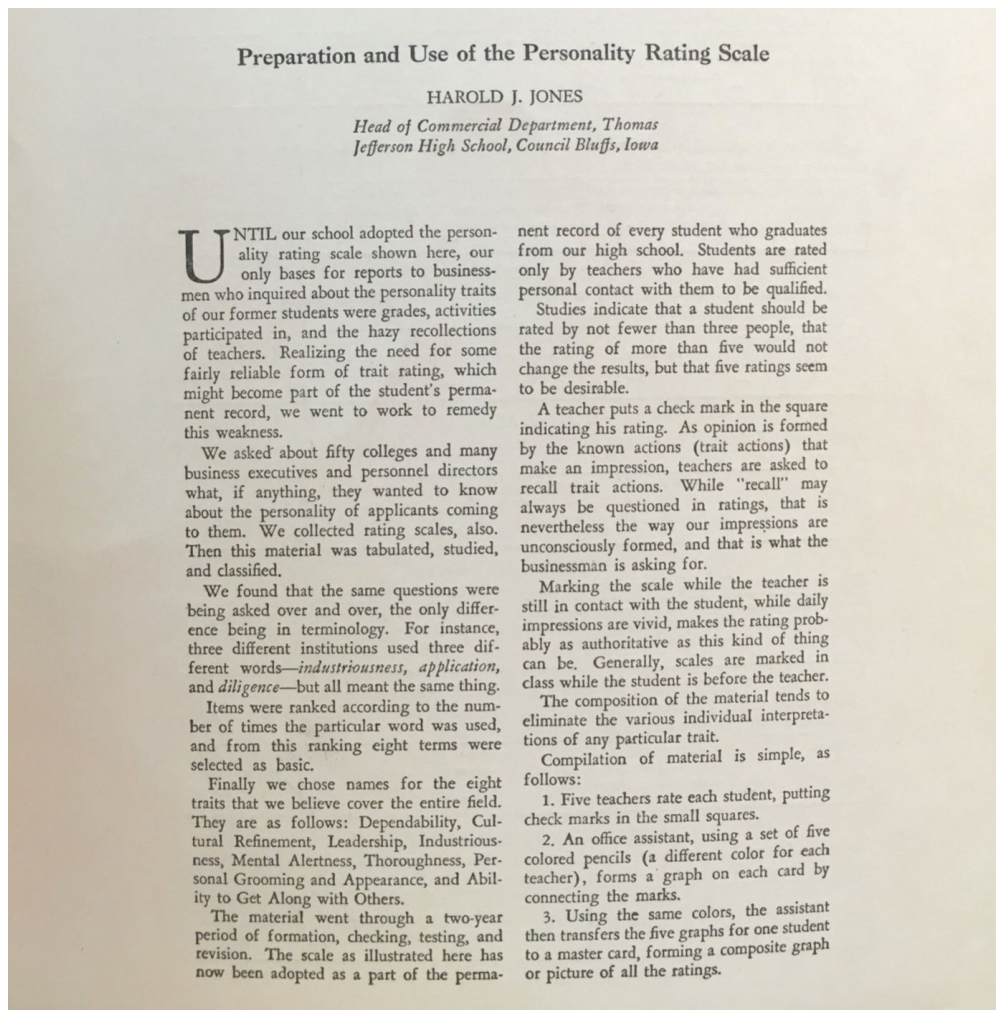 Preparation and Use of the Personality Rating Scale
HAROLD J. JONES
Head of Commercial Department, Thomas
Jefferson High School, Council Bluffs, Iowa
UNTIL our school adopted the person-
ality rating scale shown here, our
only bases for reports to business-
men who inquired about the personality traits
of our former students were grades, activities
participated in, and the hazy recollections
of teachers. Realizing the need for some
fairly reliable form of trait rating, which
might become part of the student's perma-
nent record, we went to work to remedy
this weakness.
We asked about fifty colleges and many
business executives and personnel directors
what, if anything, they wanted to know
about the personality of applicants coming
to them. We collected rating scales, also.
Then this material was tabulated, studied,
and classified.
We found that the same questions were
being asked over and over, the only differ-
ence being in terminology. For instance,
three different institutions used three dif-
ferent words—industriousness, application,
and diligence—but all meant the same thing.
Items were ranked according to the num-
ber of times the particular word was used,
and from this ranking eight terms were
selected as basic.
Finally we chose names for the eight
traits that we believe cover the entire field.
They are as follows: Dependability, Cul-
tural Refinement, Leadership, Industrious-
ness, Mental Alertness, Thoroughness, Per-
sonal Grooming and Appearance, and Abil-
ity to Get Along with Others.
The material went through a two-year
period of formation, checking, testing, and
revision. The scale as illustrated here has
now been adopted as a part of the perma-
nent record of every student who graduates
from our high school. Students are rated
only by teachers who have had sufficient
personal contact with them to be qualified.
Studies indicate that a student should be
rated by not fewer than three people, that
the rating of more than five would not
change the results, but that five ratings seem
to be desirable.
A teacher puts a check mark in the square
indicating his rating. As opinion is formed
by the known actions (trait actions) that
make an impression, teachers are asked to
recall trait actions. While "recall" may
always be questioned in ratings, that is
nevertheless the way our impressions are
unconsciously formed, and that is what the
businessman is asking for.
Marking the scale while the teacher is
still in contact with the student, while daily
impressions are vivid, makes the rating prob-
ably as authoritative as this kind of thing
can be. Generally, scales are marked in
class while the student is before the teacher.
The composition of the material tends to
eliminate the various individual interpreta-
tions of any particular trait.
Compilation of material is simple, as
follows:
1. Five teachers rate each student, putting
check marks in the small squares.
2. An office assistant, using a set of five
colored pencils (a different color for each
teacher), forms a graph on each card by
connecting the marks.
3. Using the same colors, the assistant
then transfers the five graphs for one student
to a master card, forming a composite graph
or picture of all the ratings.